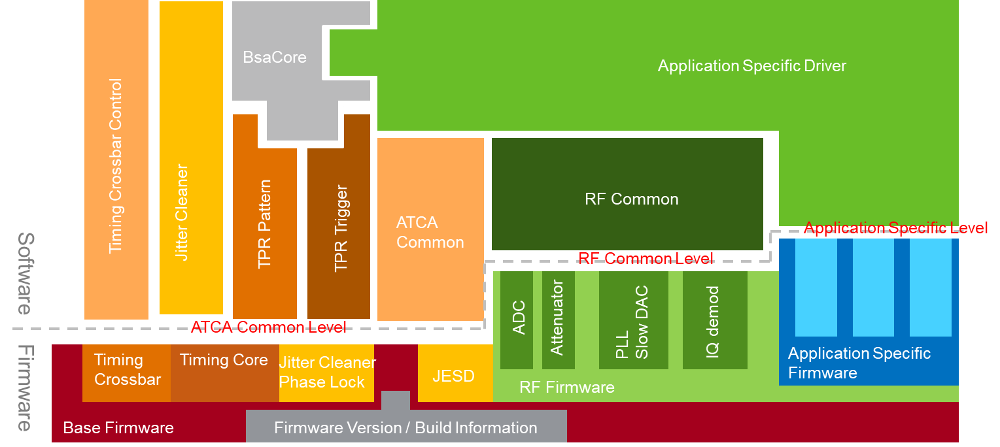 BsaCore
Application Specific Driver
Timing Crossbar Control
Jitter Cleaner
TPR Pattern
TPR Trigger
ATCA
Common
RF Common
Application Specific Level
RF Common Level
ATCA Common Level
Software
Firmware
ADC
Attenuator
PLL
Slow DAC
IQ demod
Timing
Crossbar
Timing Core
Jitter Cleaner
Phase Lock
JESD
RF Firmware
Application Specific
Firmware
Base Firmware
Firmware Version / Build Information